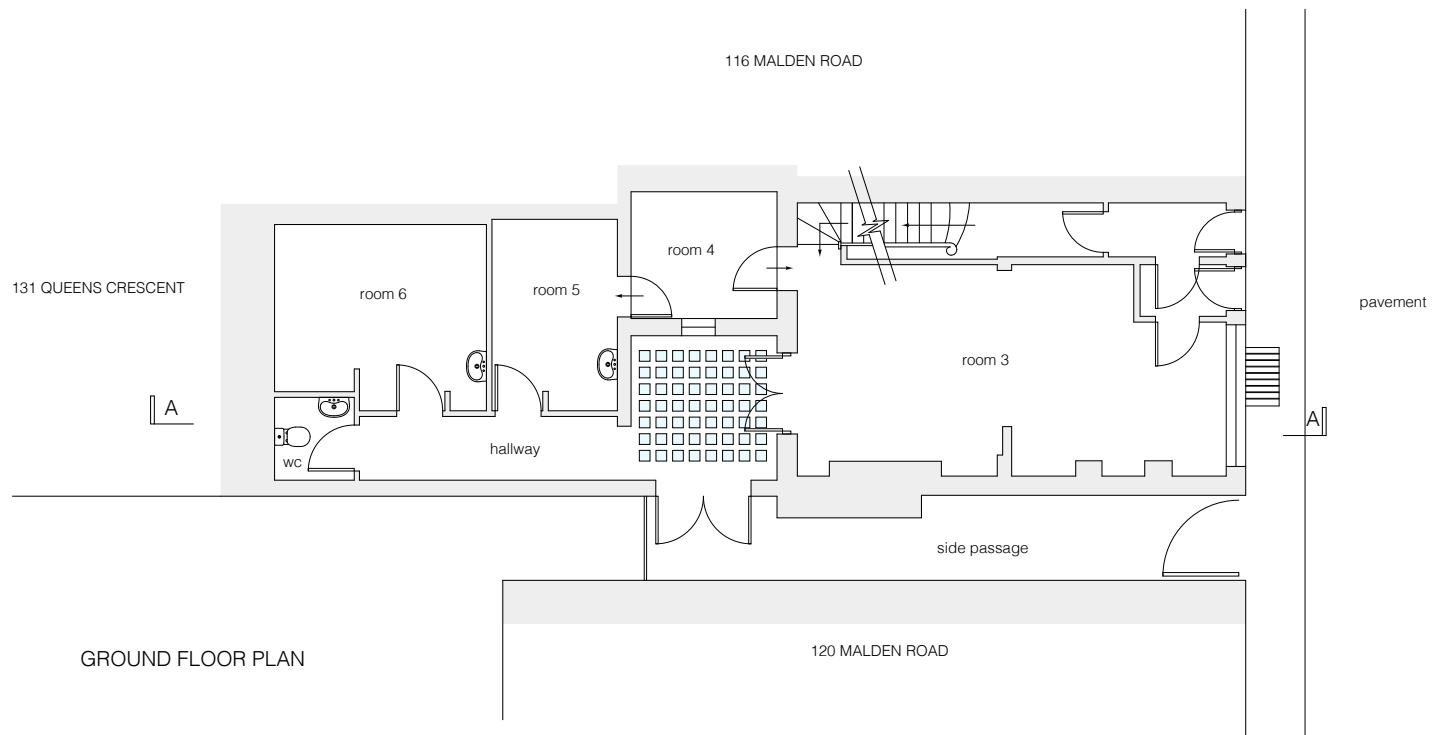 116 MALDEN ROAD
room 4
131 QUEENS CRESCENT
room 6
room 5
pavement
room 3
A
A
hallway
wc
side passage
GROUND FLOOR PLAN
120 MALDEN ROAD